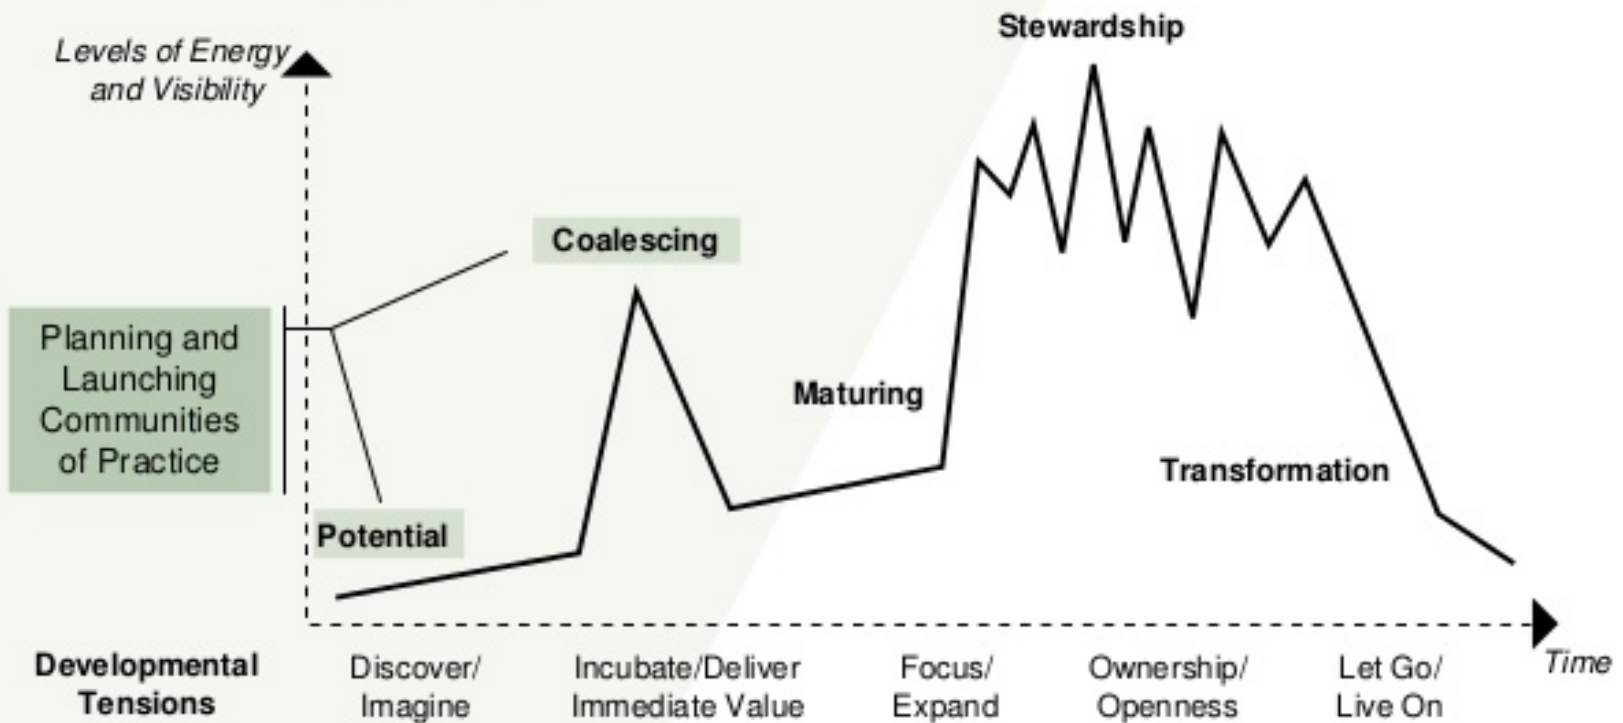 Stewardship
Levels of Energy
and Visibility
Coalescing
Planning and
Launching
Communities
of Practice
Maturing
Transformation
Potential
Time
Developmental
Tensions
Discover/
Imagine
Incubate/Deliver
Immediate Value
Focus/
Expand
Ownership/
Openness
Let Go/
Live On